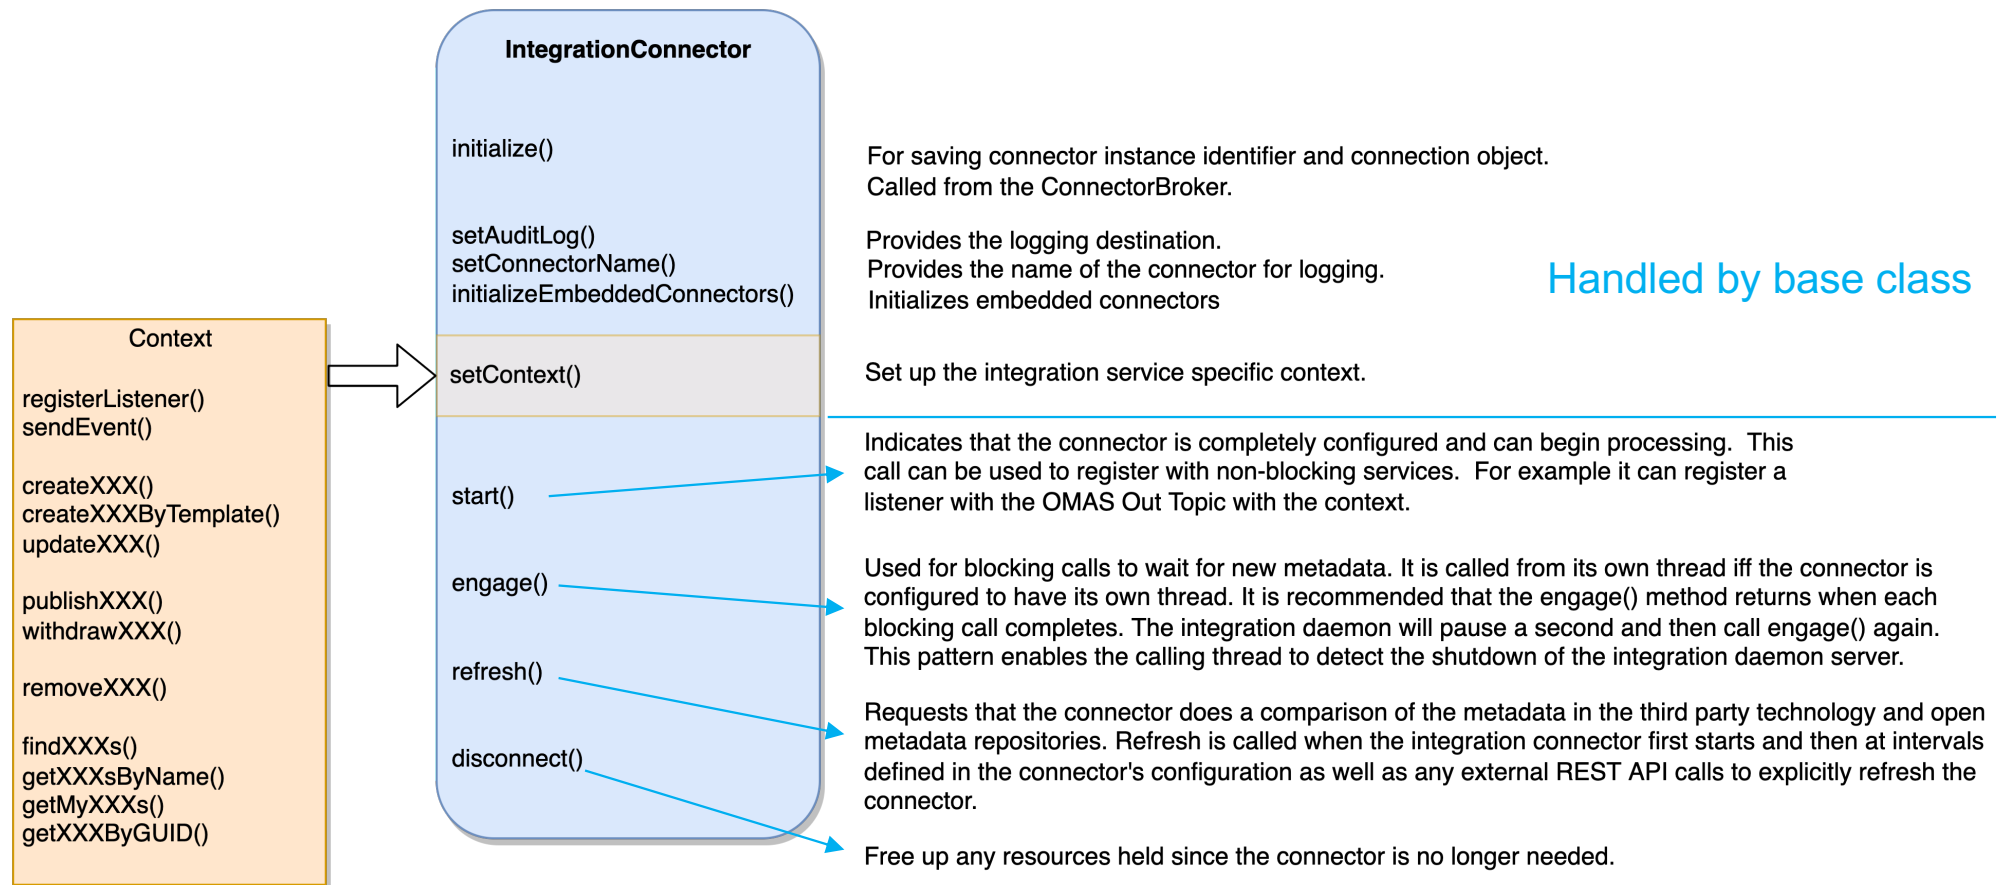 IntegrationConnector
initialize()
For saving connector instance identifier and connection object.
Called from the ConnectorBroker.
setAuditLog()
setConnectorName()
initializeEmbeddedConnectors()
Provides the logging destination.
Provides the name of the connector for logging.
Initializes embedded connectors
Handled by base class
Context
registerListener()
sendEvent()
createXXX()
createXXXByTemplate()
updateXXX()
publishXXX()
withdrawXXX()
removeXXX()
findXXXs()
getXXXsByName()
getMyXXXs()
getXXXByGUID()
setContext()
Set up the integration service specific context.
start()
Indicates that the connector is completely configured and can begin processing.  This
call can be used to register with non-blocking services.  For example it can register a
listener with the OMAS Out Topic with the context.
engage()
Used for blocking calls to wait for new metadata. It is called from its own thread iff the connector is
configured to have its own thread. It is recommended that the engage() method returns when each
blocking call completes. The integration daemon will pause a second and then call engage() again.
This pattern enables the calling thread to detect the shutdown of the integration daemon server.
refresh()
Requests that the connector does a comparison of the metadata in the third party technology and open
metadata repositories. Refresh is called when the integration connector first starts and then at intervals
defined in the connector's configuration as well as any external REST API calls to explicitly refresh the
connector.
disconnect()
Free up any resources held since the connector is no longer needed.